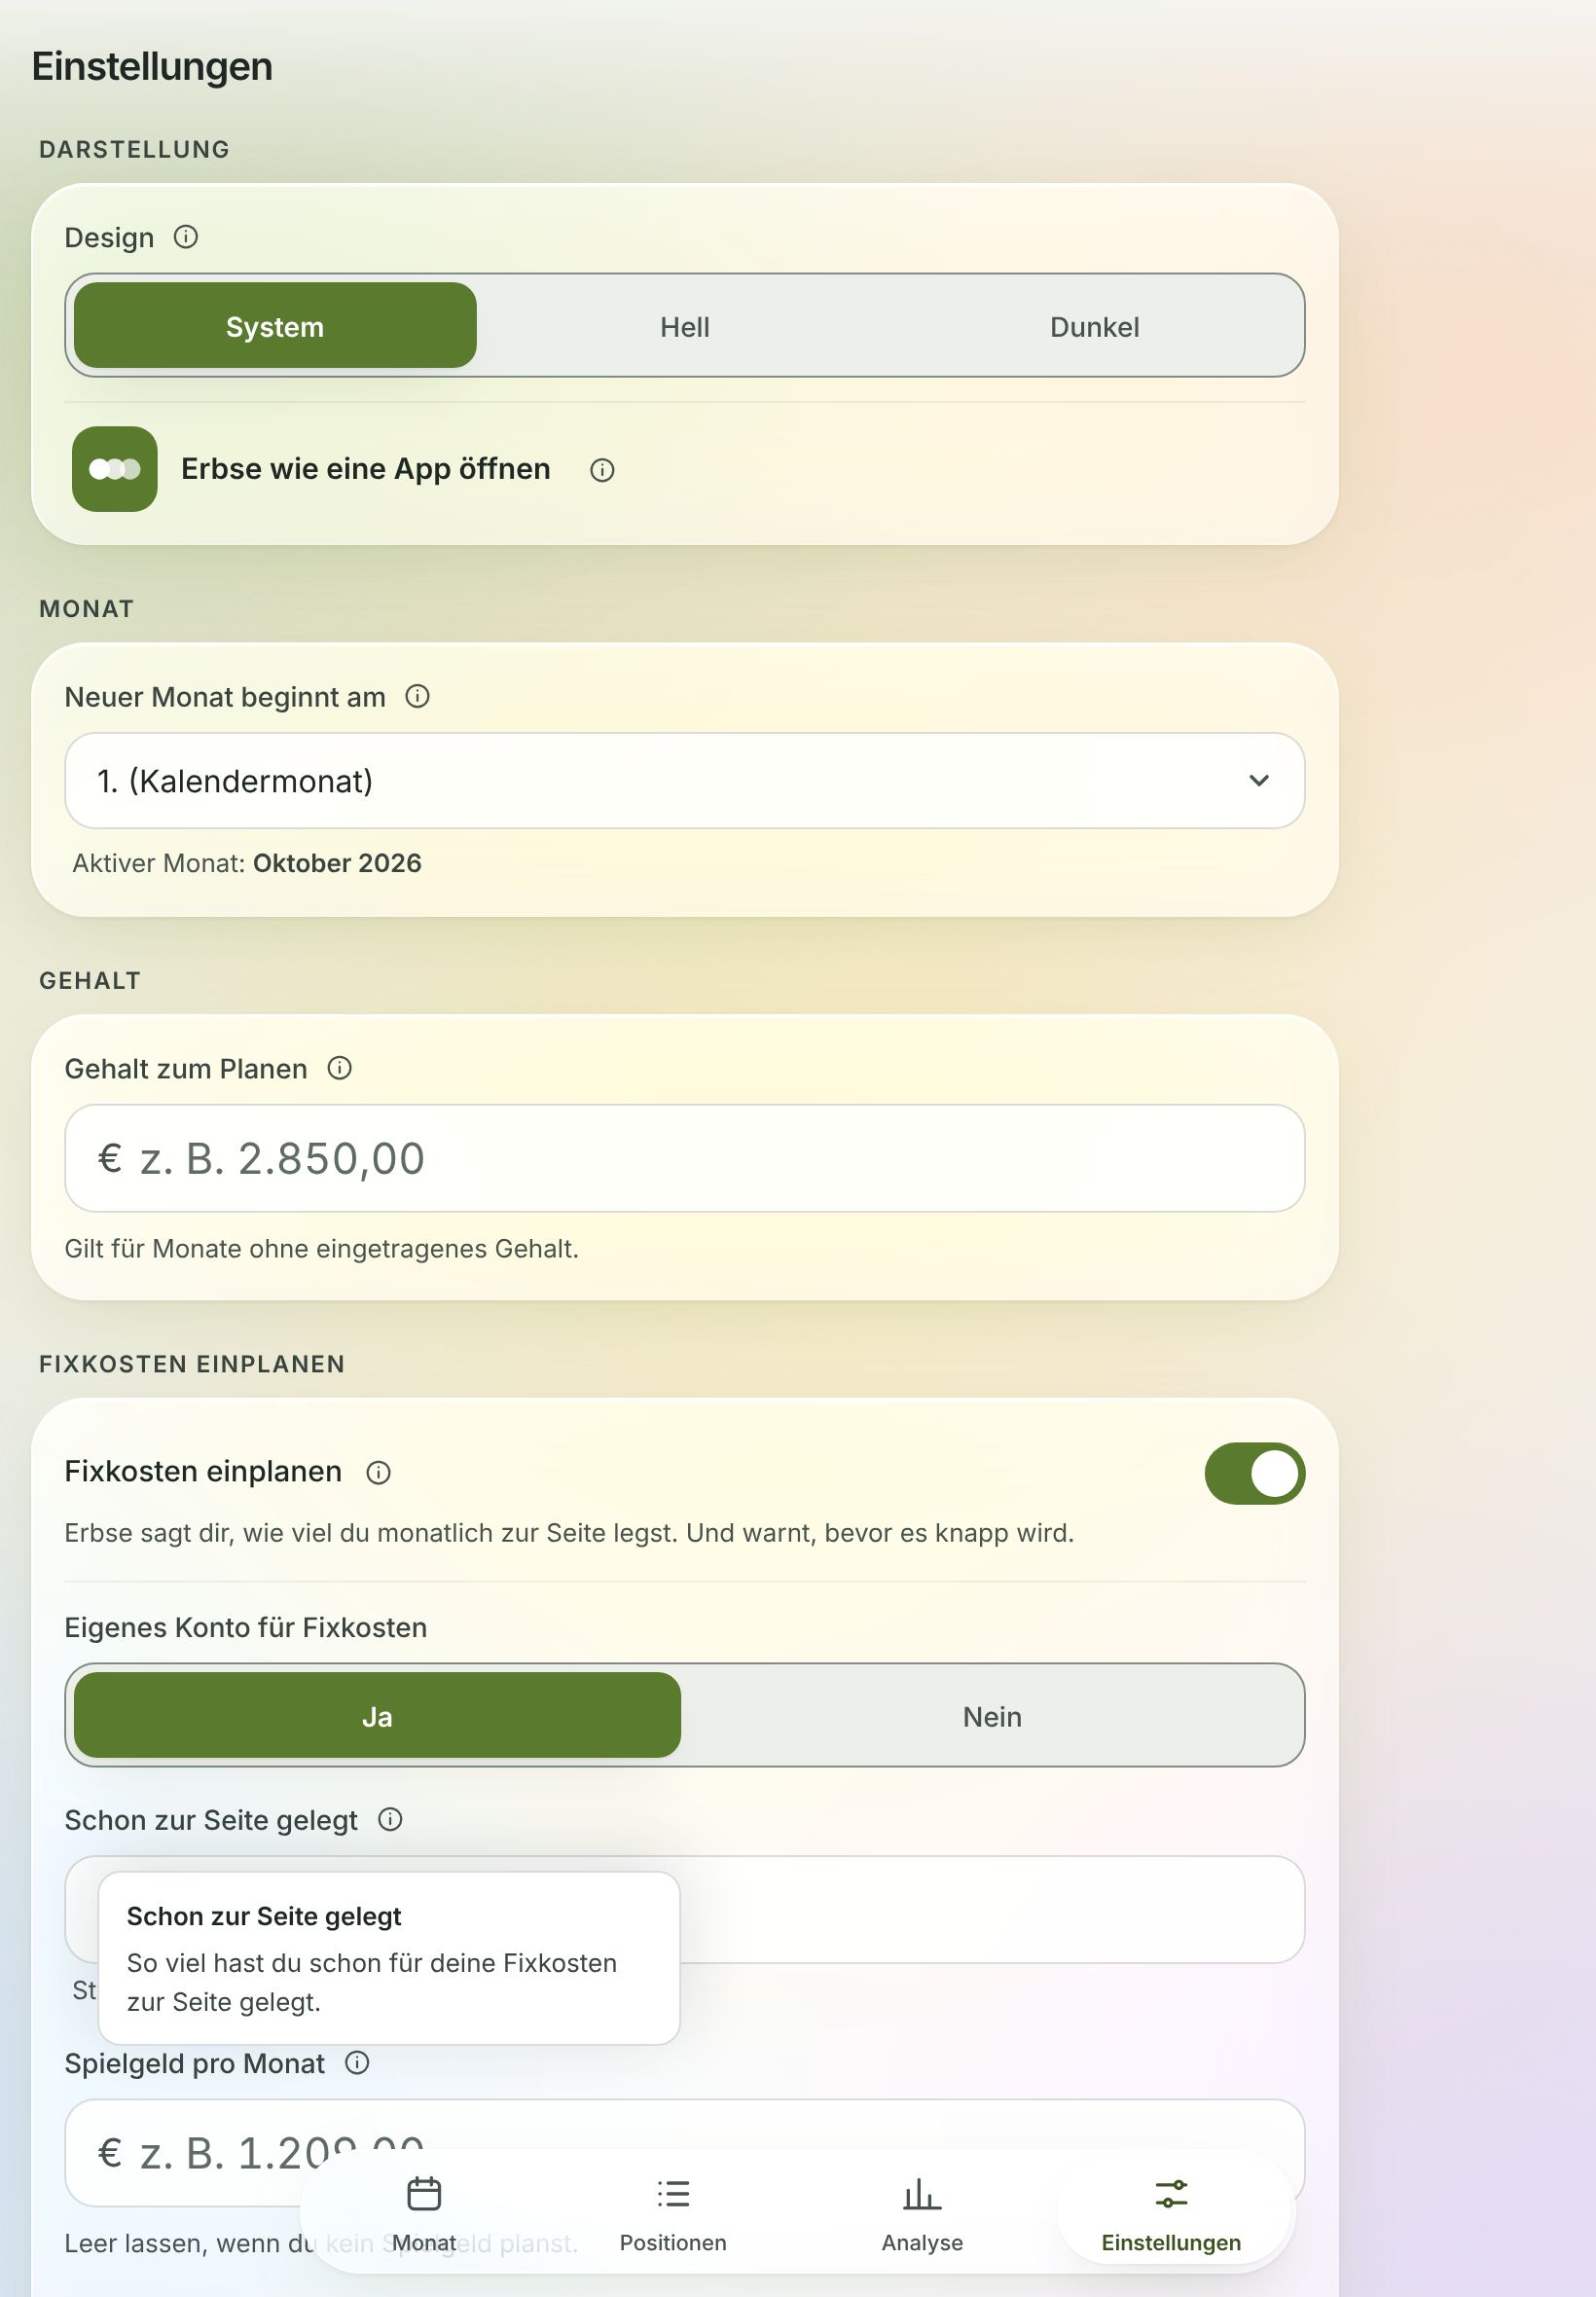 Einstellungen
DARSTELLUNG
Design
System Hell Dunkel
Erbse wie eine App öffnen
MONAT
Neuer Monat beginnt am
1. (Kalendermonat)
Aktiver Monat: Oktober 2026
GEHALT
Gehalt zum Planen
€ z. B. 2.850,00
Gilt für Monate ohne eingetragenes Gehalt.
FIXKOSTEN EINPLANEN
Fixkosten einplanen
Erbse sagt dir, wie viel du monatlich zur Seite legst. Und warnt, bevor es knapp wird.
Eigenes Konto für Fixkosten
Ja Nein
Schon zur Seite gelegt
Schon zur Seite gelegt
So viel hast du schon für deine Fixkosten
zur Seite gelegt.
St
Spielgeld pro Monat
€ z. B.
Leer lassen, wenn du kein Spielgeld planst.
Monat Positionen Analyse Einstellungen